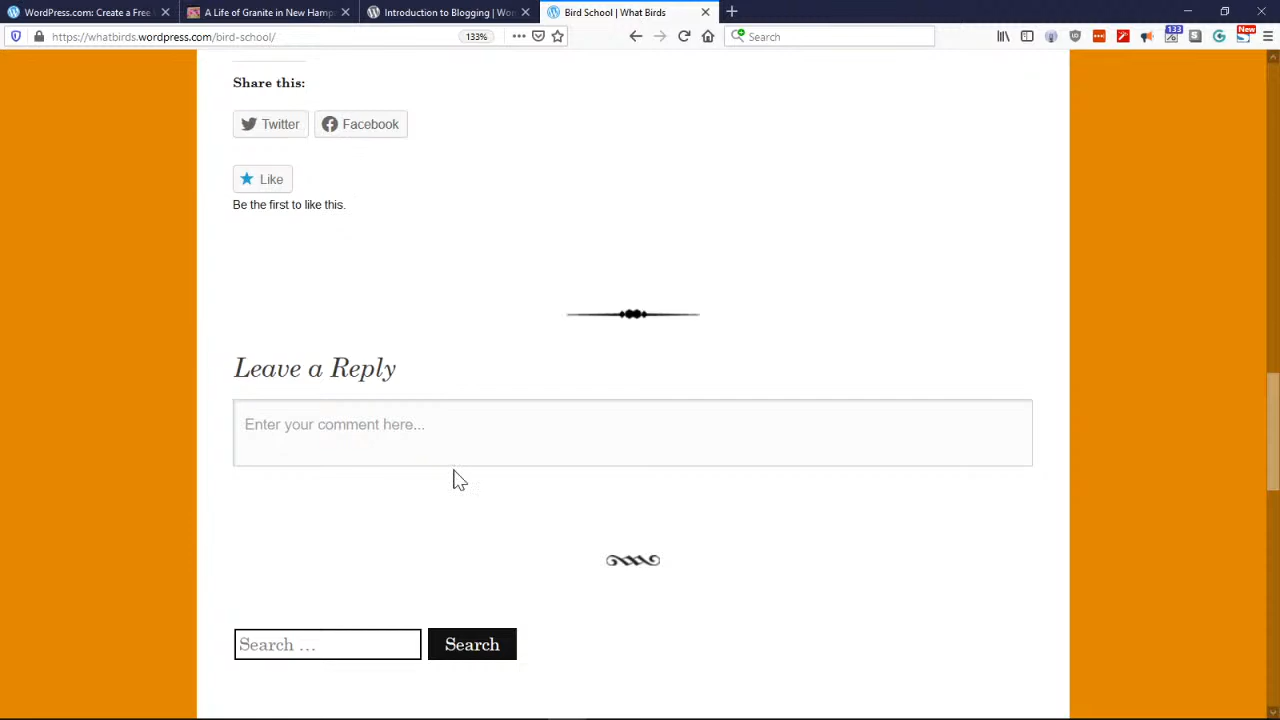 WordPress.com: Create a Free
A Life of Granite in New Hamp
Introduction to Blogging | Wor
Bird School | What Birds
https://whatbirds.wordpress.com/bird-school/
133%
Search
133
New
Share this:
Twitter
Facebook
Like
Be the first to like this.
Leave a Reply
Enter your comment here...
Search …
Search